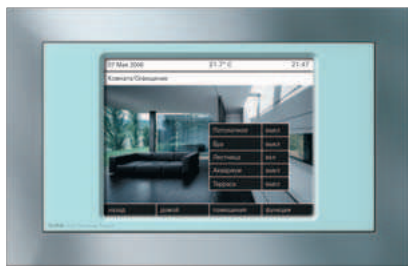 07 Мая 2006 21.7° C 21:47
Комната/Освещение
Потолочное выкл
Бра выкл
Лестница вкл
Аквариум выкл
Терраса выкл
назад домой помещения функции